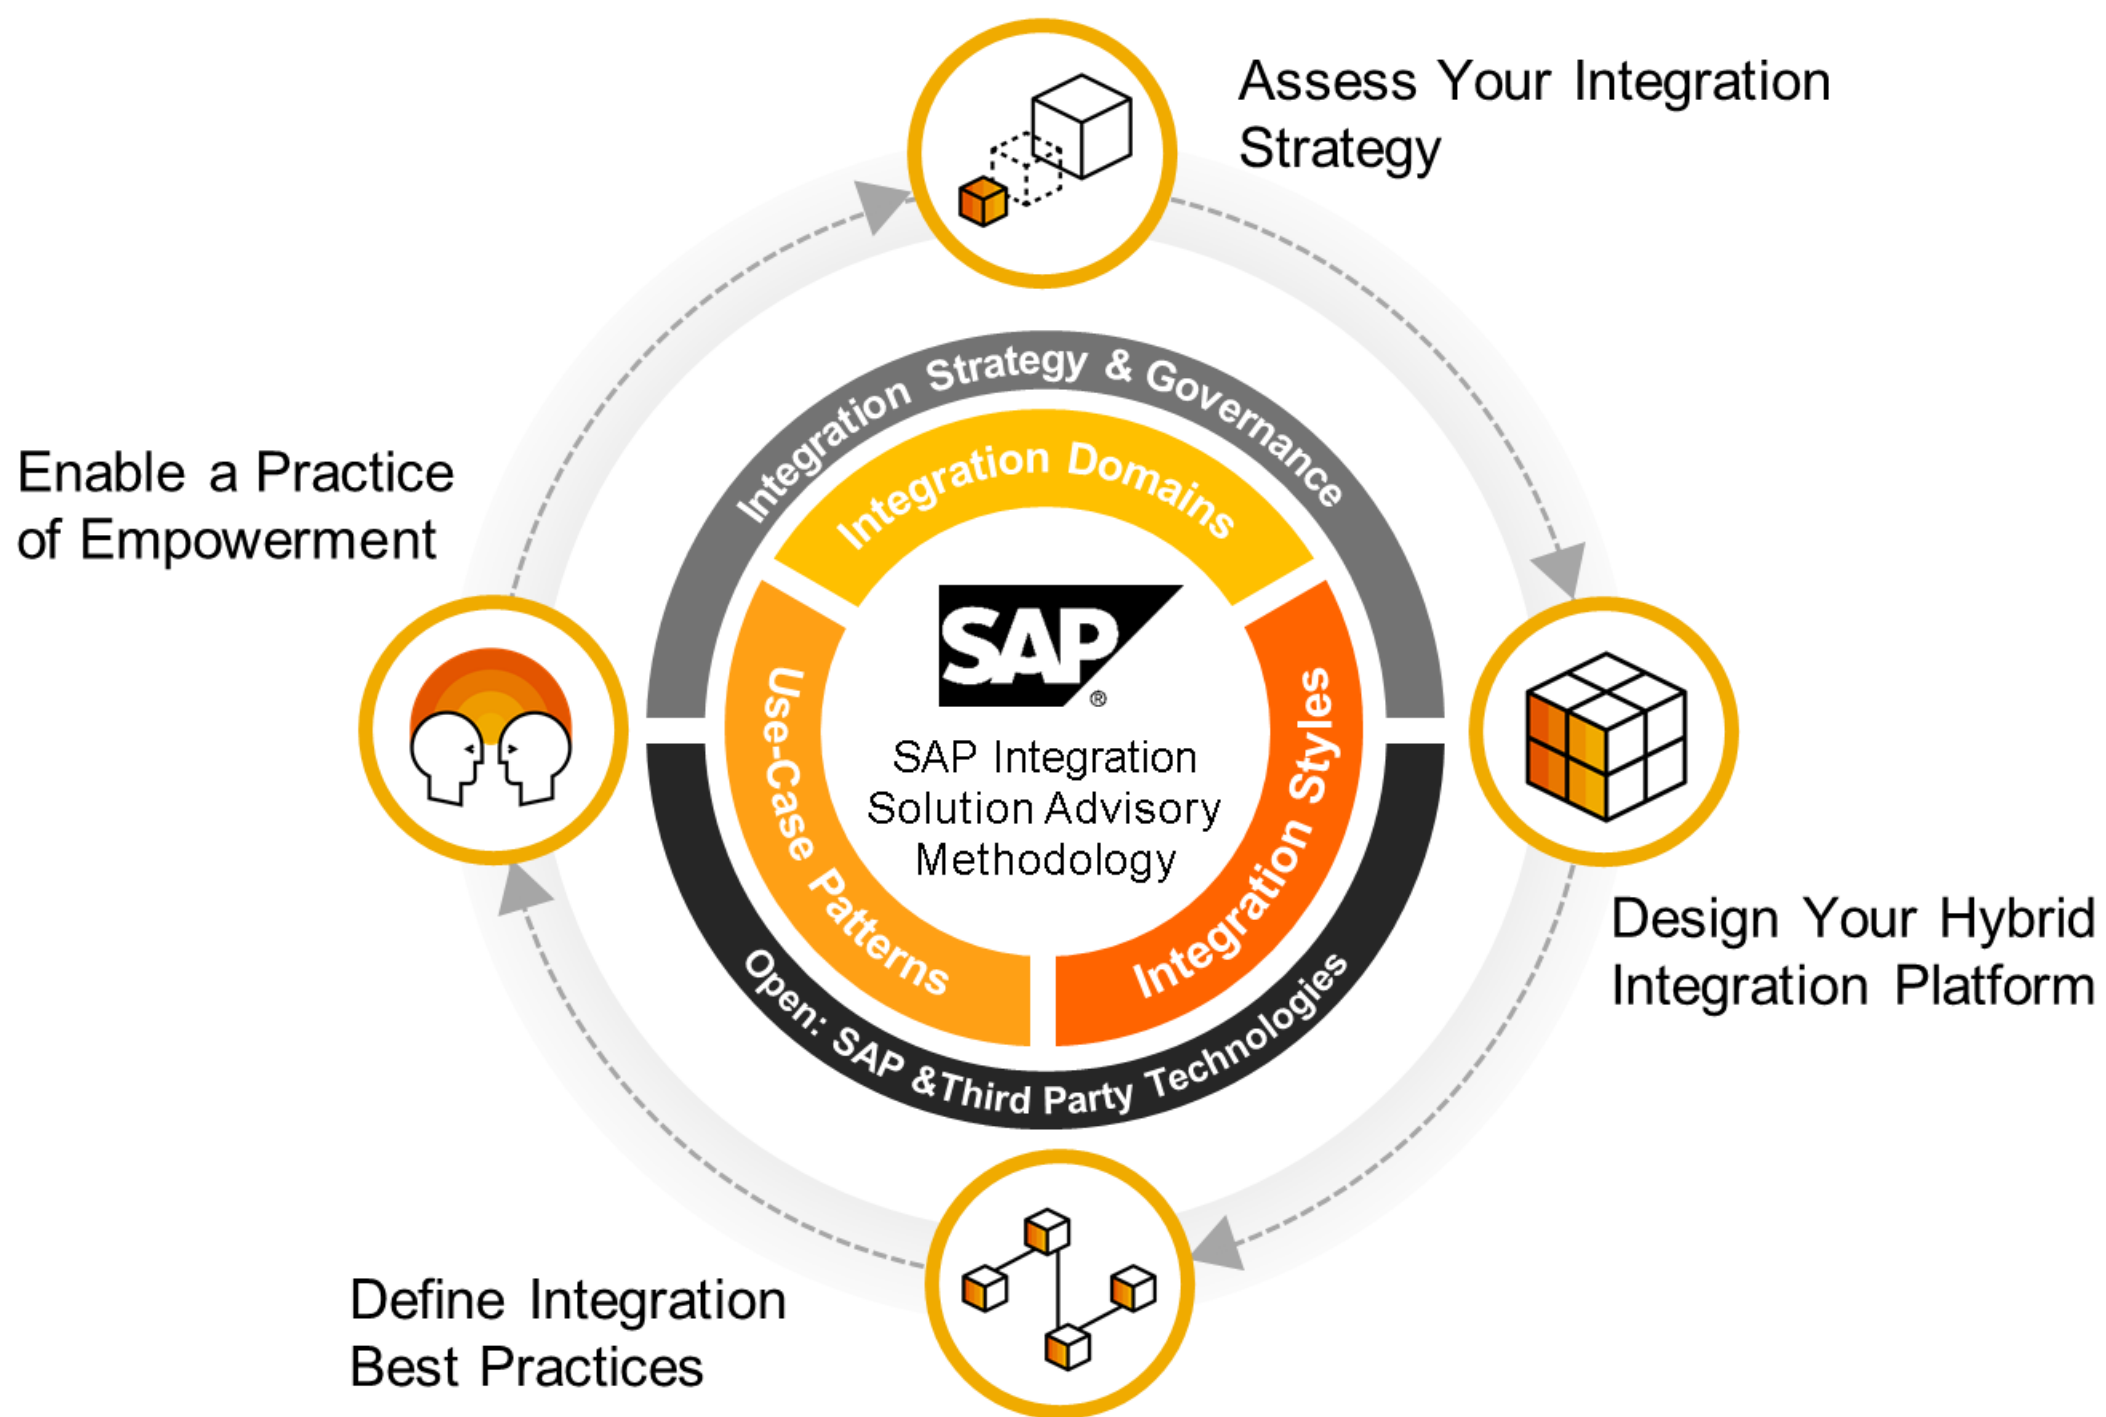 Assess Your Integration
Strategy
Integration Strategy & Governance
Integration Domains
Enable a Practice
of Empowerment
SAP
®
SAP Integration
Solution Advisory
Methodology
Use-Case Patterns
Integration Styles
Design Your Hybrid
Integration Platform
Open: SAP &Third Party Technologies
Define Integration
Best Practices